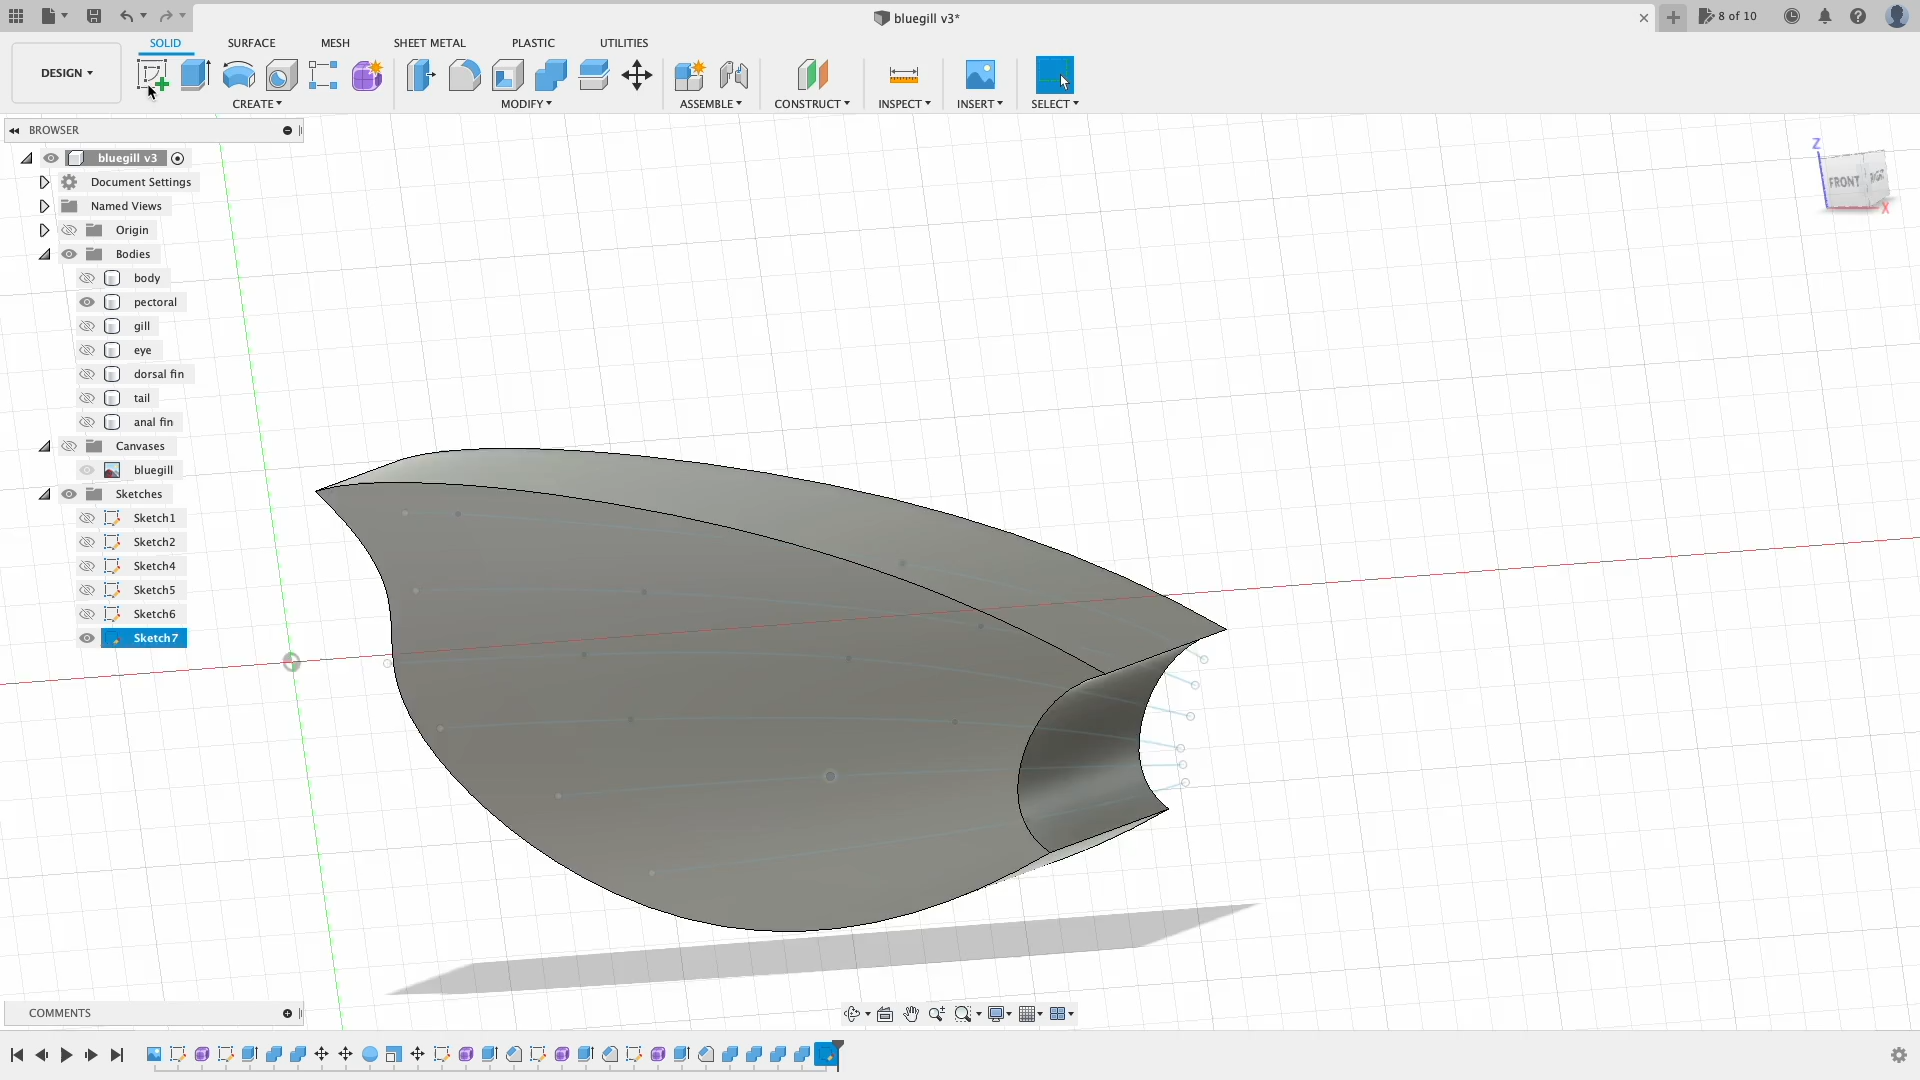 bluegill v3*
8 of 10
SOLID
SURFACE
MESH
SHEET METAL
PLASTIC
UTILITIES
DESIGN
CREATE
MODIFY
ASSEMBLE
CONSTRUCT
INSPECT
INSERT
SELECT
BROWSER
bluegill v3
Document Settings
Named Views
Origin
Bodies
body
pectoral
gill
eye
dorsal fin
tail
anal fin
Canvases
bluegill
Sketches
Sketch1
Sketch2
Sketch4
Sketch5
Sketch6
Sketch7
Z
FRONT
X
COMMENTS